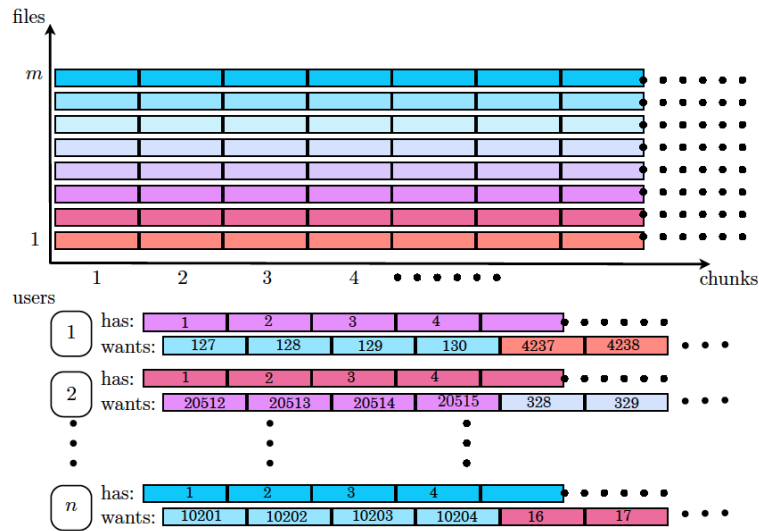 files
m
1
1 2 3 4
chunks
users
1
has: 1 2 3 4
wants: 127 128 129 130 4237 4238
2
has: 1 2 3 4
wants: 20512 20513 20514 20515 328 329
n
has: 1 2 3 4
wants: 10201 10202 10203 10204 16 17